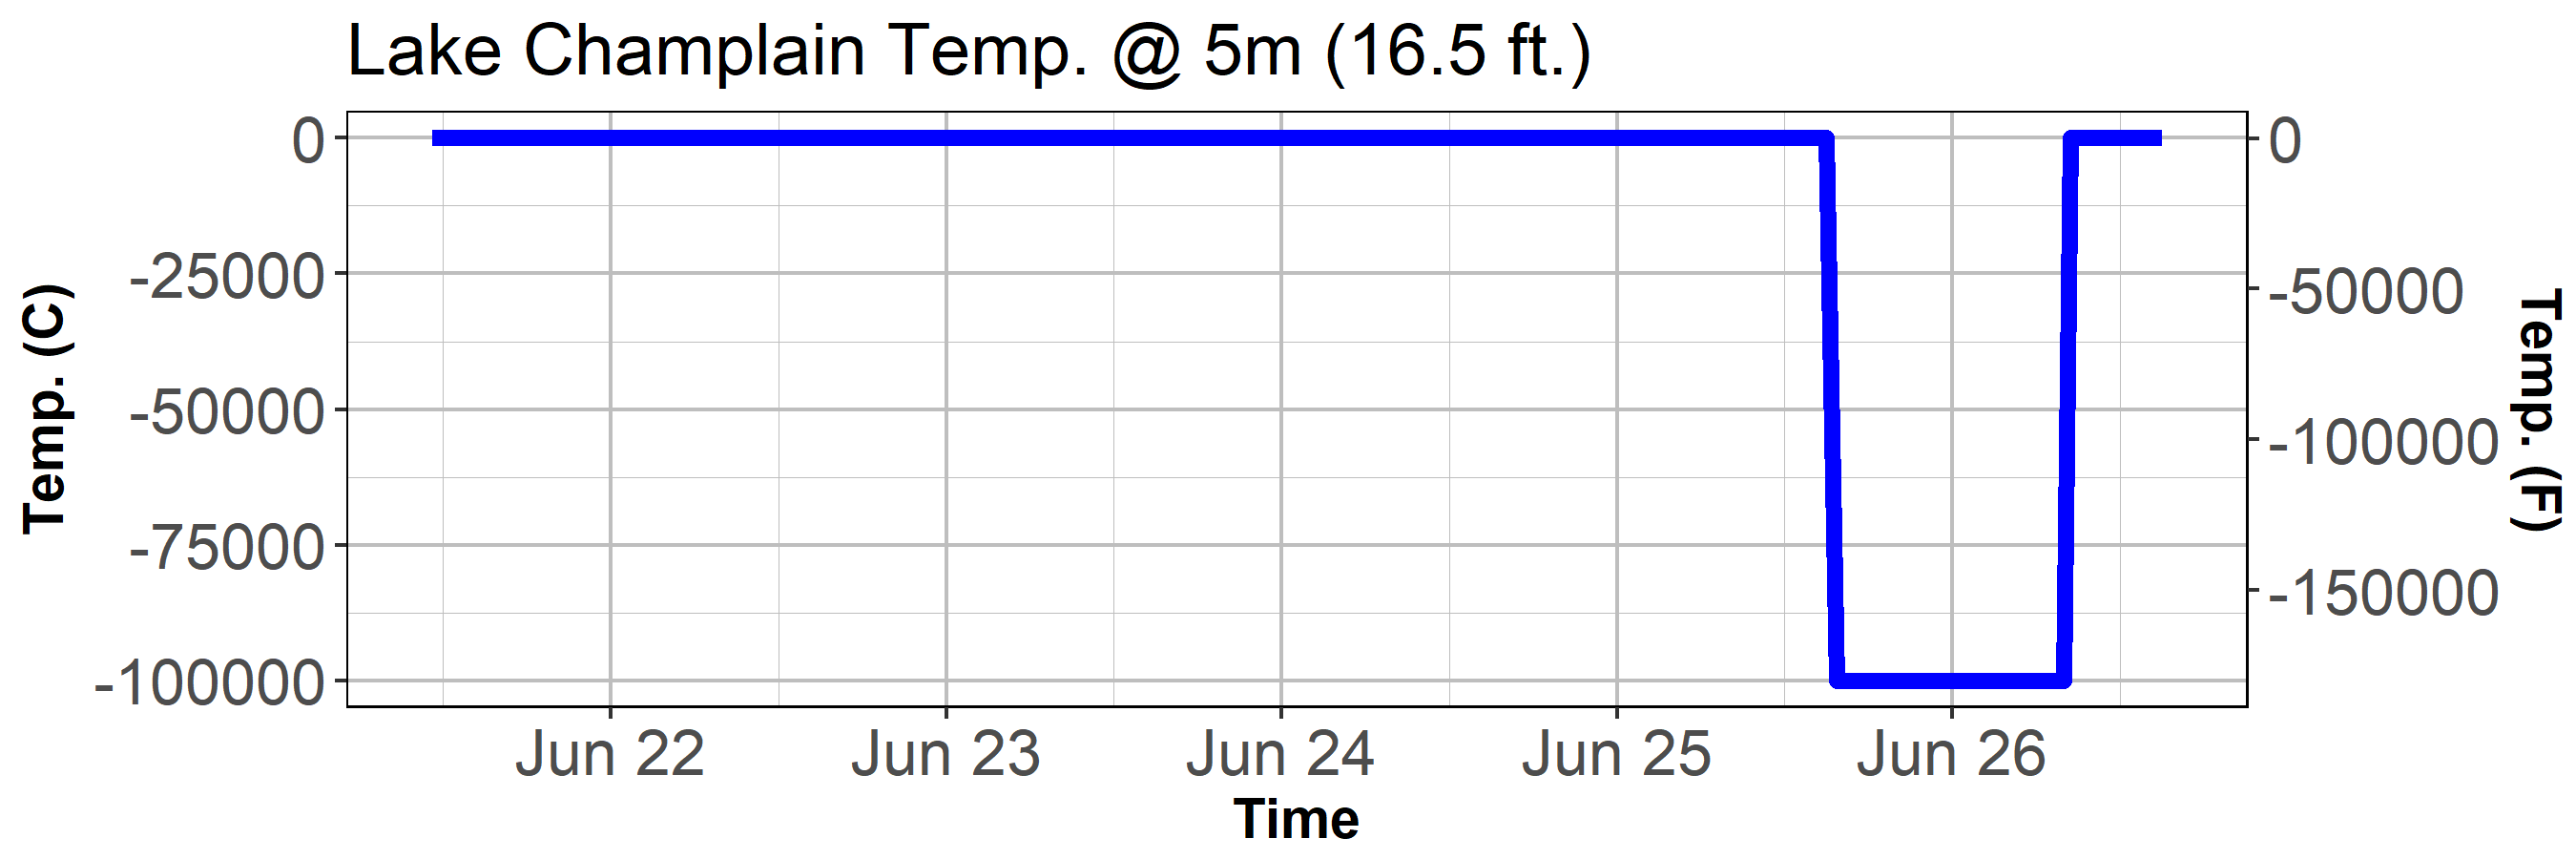 Lake Champlain Temp. @ 5m (16.5 ft.)
Temp. (C)
0
-25000
-50000
-75000
-100000
0
-50000
-100000
-150000
Temp. (F)
Jun 22
Jun 23
Jun 24
Jun 25
Jun 26
Time